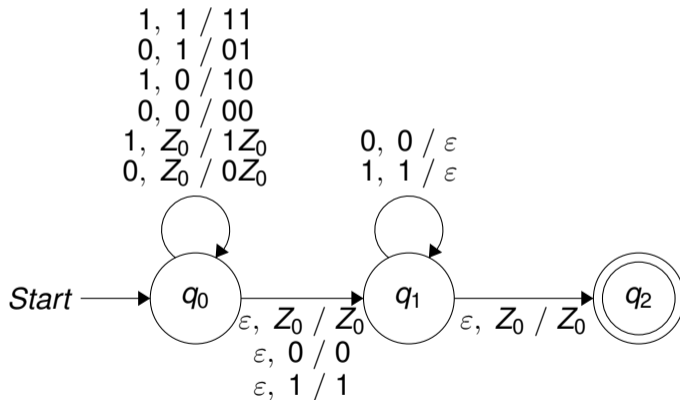 1, 1 / 11
0, 1 / 01
1, 0 / 10
0, 0 / 00
1, Z₀ / 1Z₀
0, Z₀ / 0Z₀
0, 0 / ε
1, 1 / ε
Start
q₀
q₁
q₂
ε, Z₀ / Z₀
ε, 0 / 0
ε, 1 / 1
ε, Z₀ / Z₀